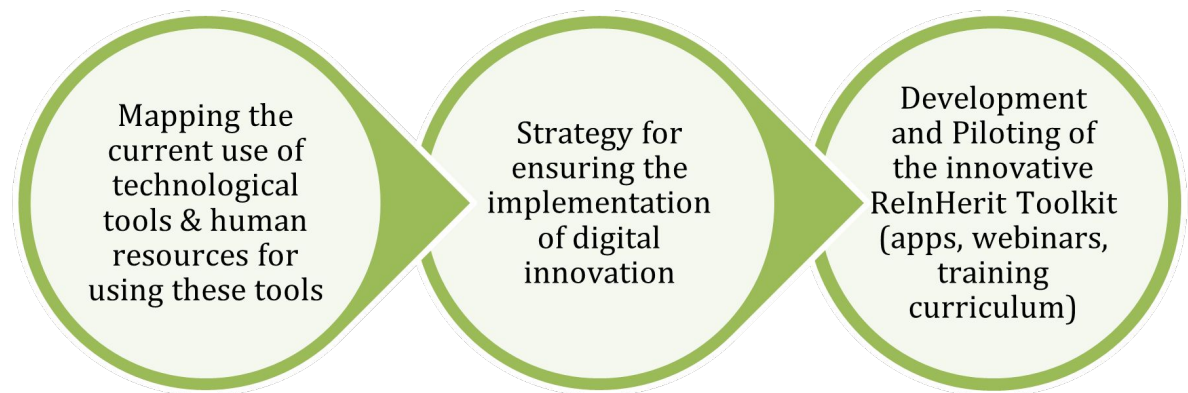 Mapping the
current use of
technological
tools & human
resources for
using these tools
Strategy for
ensuring the
implementation
of digital
innovation
Development
and Piloting of
the innovative
ReInHerit Toolkit
(apps, webinars,
training
curriculum)